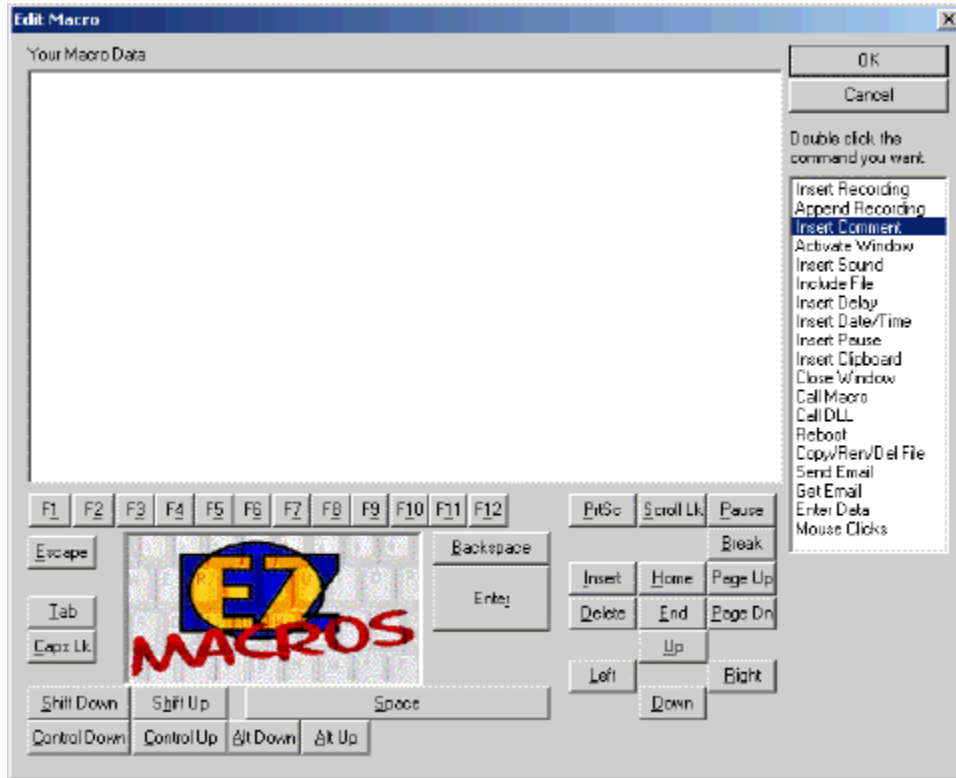 Edit Macro
Your Macro Data
OK
Cancel
Double click the
command you want
Insert Recording
Append Recording
Insert Comment
Activate Window
Insert Sound
Include File
Insert Delay
Insert Date/Time
Insert Pause
Insert Clipboard
Close Window
Call Macro
Call DLL
Reboot
Copy/Ren/Del File
Send Email
Get Email
Enter Data
Mouse Clicks
F1 F2 F3 F4 F5 F6 F7 F8 F9 F10 F11 F12
PrtSc Scroll Lk Pause
Escape
Backspace
Break
Enter
Insert Home Page Up
Tab
Delete End Page Dn
Caps Lk
EZ
MACROS
Up
Left Right
Shift Down Shift Up Space
Down
Control Down Control Up Alt Down Alt Up